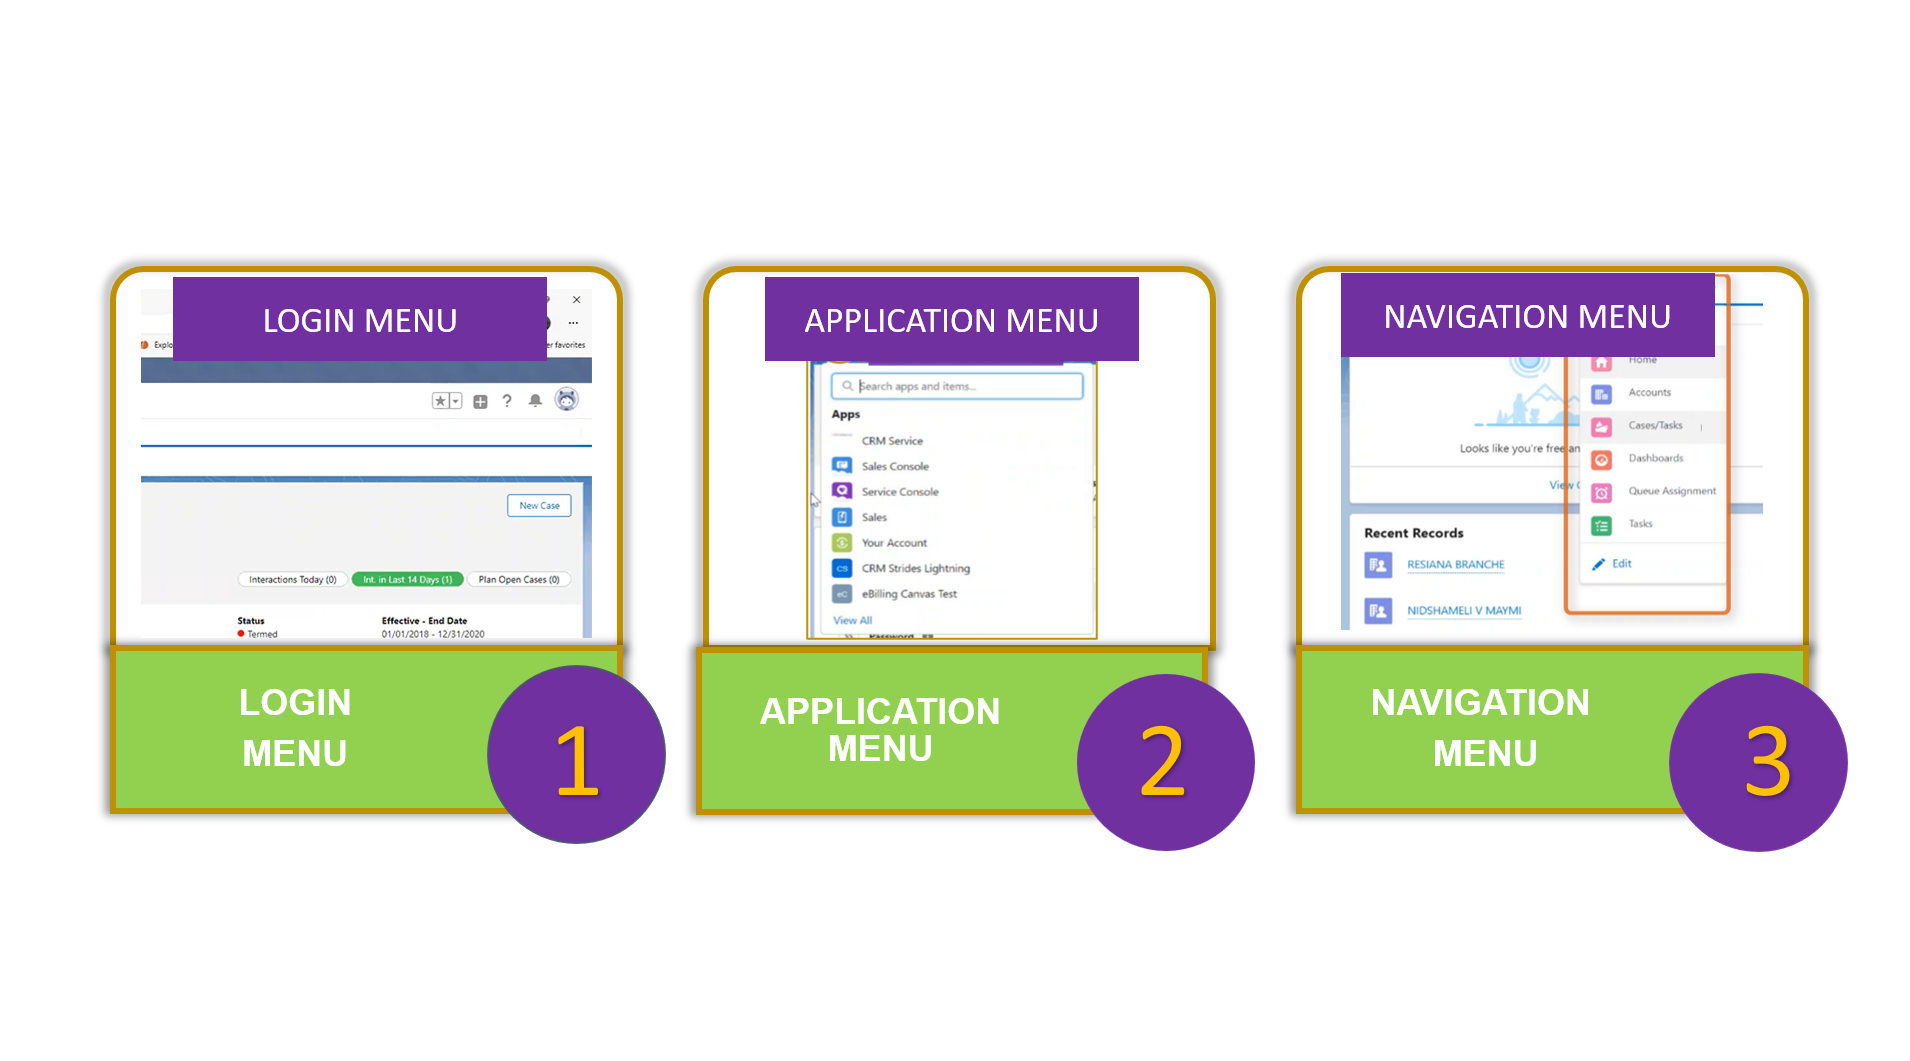 LOGIN MENU
Explo
er favorites
New Case
Interactions Today (0)
Int. in Last 14 Days (1)
Plan Open Cases (0)
Status
Effective - End Date
Termed
01/01/2018 - 12/31/2020
LOGIN
MENU
1
APPLICATION MENU
Search apps and items...
Apps
CRM Service
Sales Console
Service Console
Sales
Your Account
CS CRM Strides Lightning
eC eBilling Canvas Test
View All
Password
APPLICATION
MENU
2
NAVIGATION MENU
Home
Accounts
Cases/Tasks
Looks like you're free an
Dashboards
View
Queue Assignment
Tasks
Recent Records
RESIANA BRANCHE
Edit
NIDSHAMELI V MAYMI
NAVIGATION
MENU
3